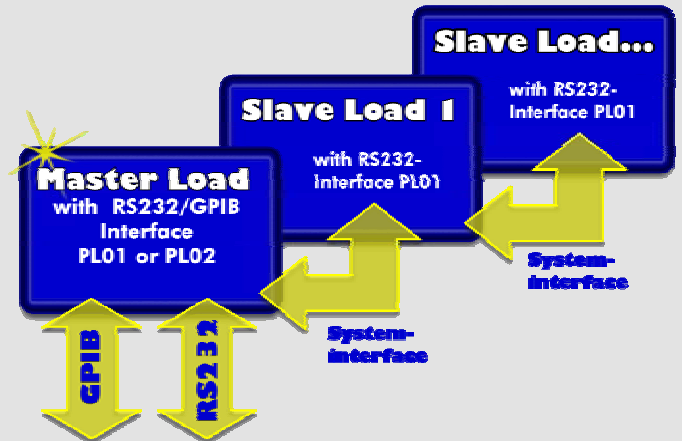 Slave Load...
with RS232-
Interface PL01
Slave Load 1
with RS232-
Interface PL01
Master Load
with RS232/GPIB
Interface
PL01 or PL02
System-
interface
System-
interface
GPIB
RS232